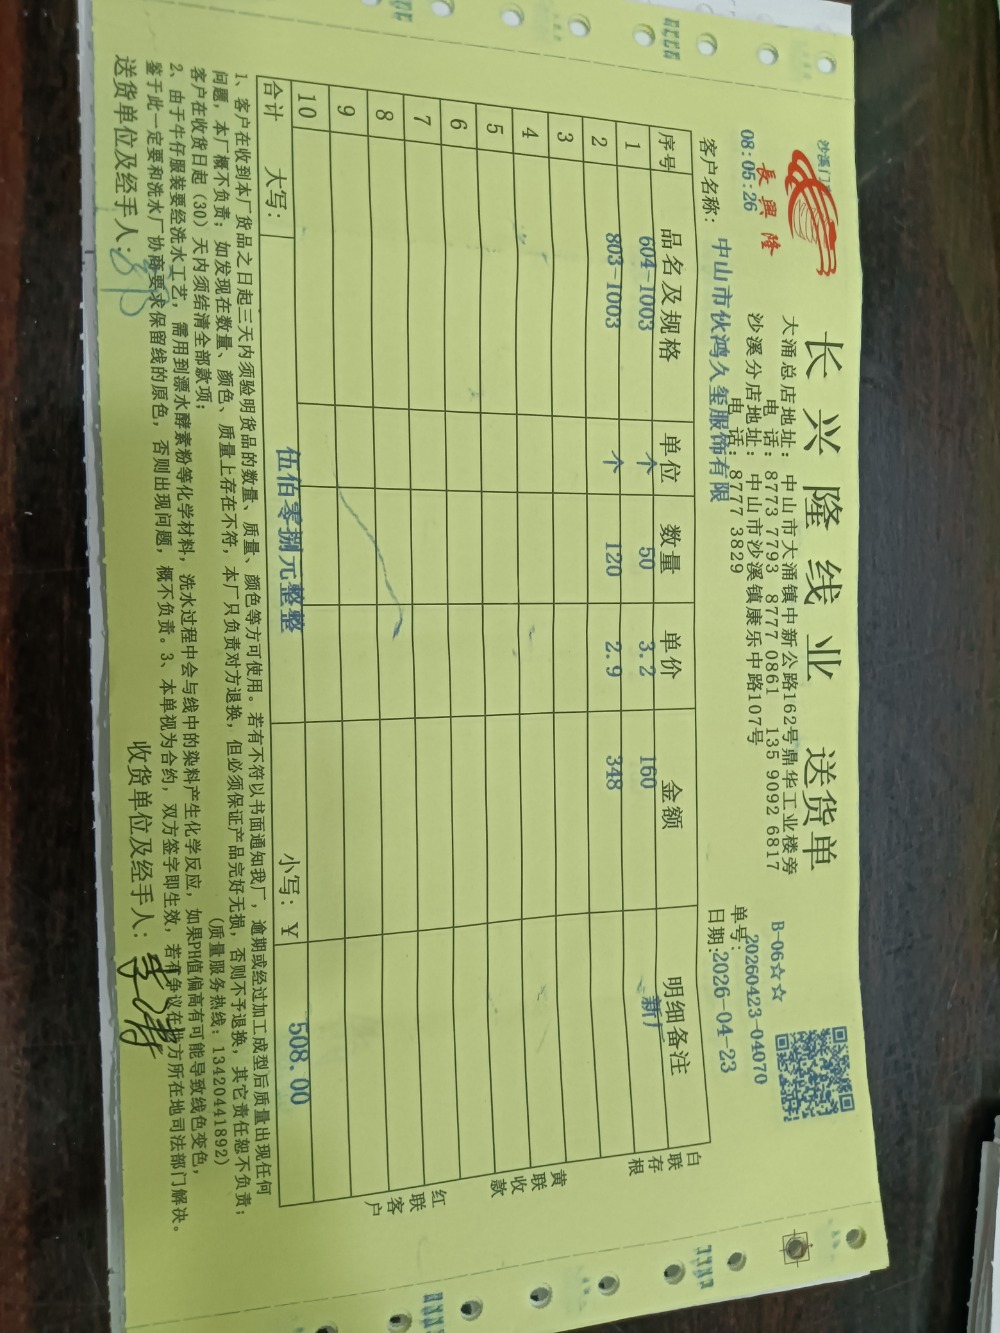 沙溪门
08:05:26
長興隆
长兴隆线业 送货单
大涌总店地址: 中山市大涌镇中新公路162号鼎华工业楼旁
电 话: 8773 7793 8777 0861 135 9092 6817
沙溪分店地址: 中山市沙溪镇康乐中路107号
电 话: 8777 3829
B-06☆☆
单号: 20260423-04070
日期: 2026-04-23
客户名称: 中山市伙鸿久玺服饰有限
序号 品名及规格 单位 数量 单价 金额 明细备注
1 604-1003 个 50 3.2 160 新厂
2 803-1003 个 120 2.9 348
3
4
5
6
7
8
9
10
合计 大写: 伍佰零捌元整整 小写: ￥ 508.00
白联存根
黄联收款
红联客户
1、客户在收到本厂货品之日起三天内须验明货品的数量、质量、颜色等方可使用。若有不符以书面通知我厂，逾期或经过加工成型后质量出现任何
问题，本厂概不负责；如发现在数量、颜色、质量上存在不符，本厂只负责对方退换，但必须保证产品完好无损，否则不予退换，其它责任恕不负责；
客户在收货日起（30）天内须结清全部款项； （质量服务热线：13420441892）
2、由于牛仔服装要经洗水工艺，需用到漂水酵素粉等化学材料，洗水过程中会与线中的染料产生化学反应，如果PH值偏高有可能导致线色变色，
鉴于此一定要和洗水厂协商要求保留线的原色，否则出现问题，概不负责。3、本单视为合约，双方签字即生效，若有争议在供方所在地司法部门解决。
送货单位及经手人: 收货单位及经手人: